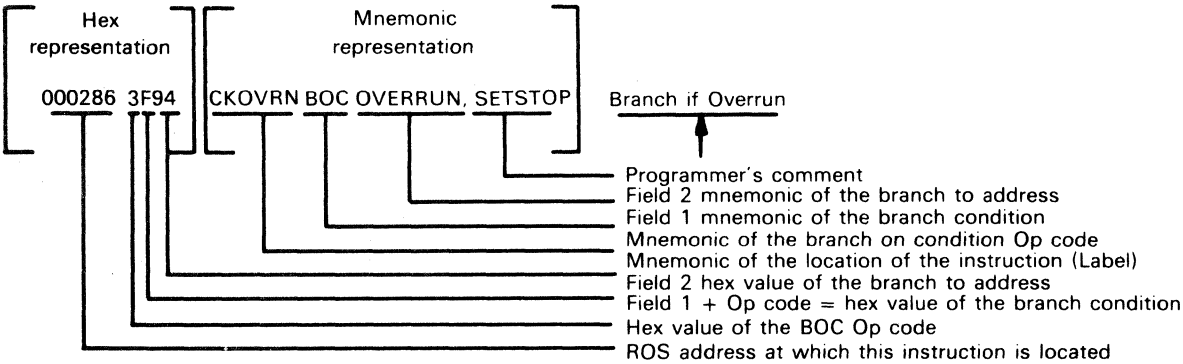 Hex
representation
Mnemonic
representation
000286 3F94 CKOVRN BOC OVERRUN, SETSTOP Branch if Overrun
Programmer's comment
Field 2 mnemonic of the branch to address
Field 1 mnemonic of the branch condition
Mnemonic of the branch on condition Op code
Mnemonic of the location of the instruction (Label)
Field 2 hex value of the branch to address
Field 1 + Op code = hex value of the branch condition
Hex value of the BOC Op code
ROS address at which this instruction is located